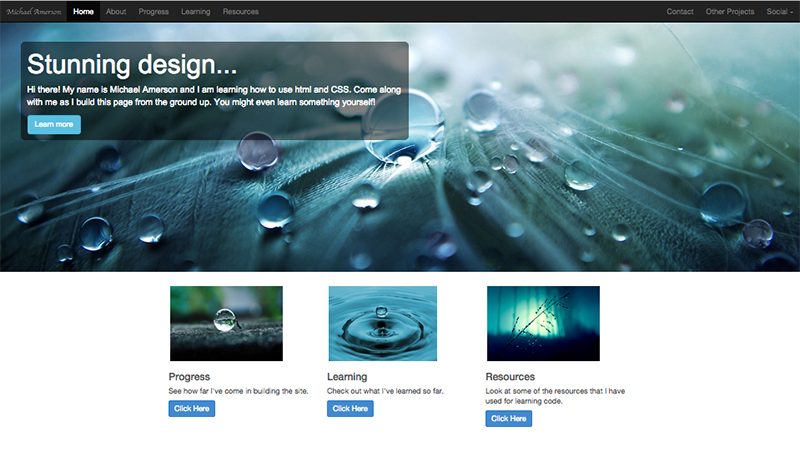 Michael Amerson Home About Progress Learning Resources Contact Other Projects Social
Stunning design...
Hi there! My name is Michael Amerson and I am learning how to use html and CSS. Come along
with me as I build this page from the ground up. You might even learn something yourself!
Learn more
Progress
See how far I've come in building the site.
Click Here
Learning
Check out what I've learned so far.
Click Here
Resources
Look at some of the resources that I have
used for learning code.
Click Here